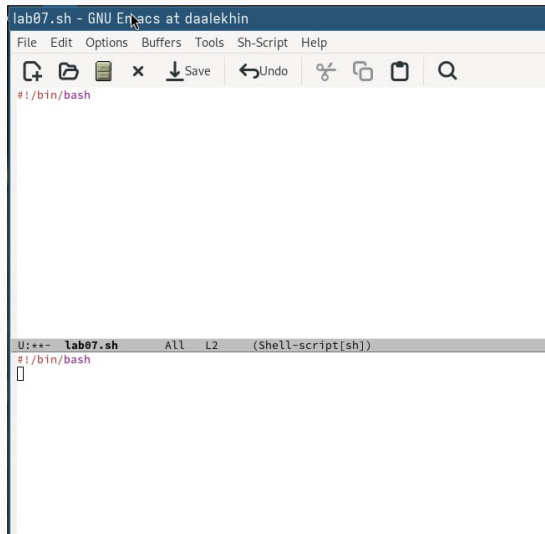 lab07.sh - GNU Emacs at daalekhin
File Edit Options Buffers Tools Sh-Script Help
Save Undo
#!/bin/bash
U:**- lab07.sh All L2 (Shell-script[sh])
#!/bin/bash